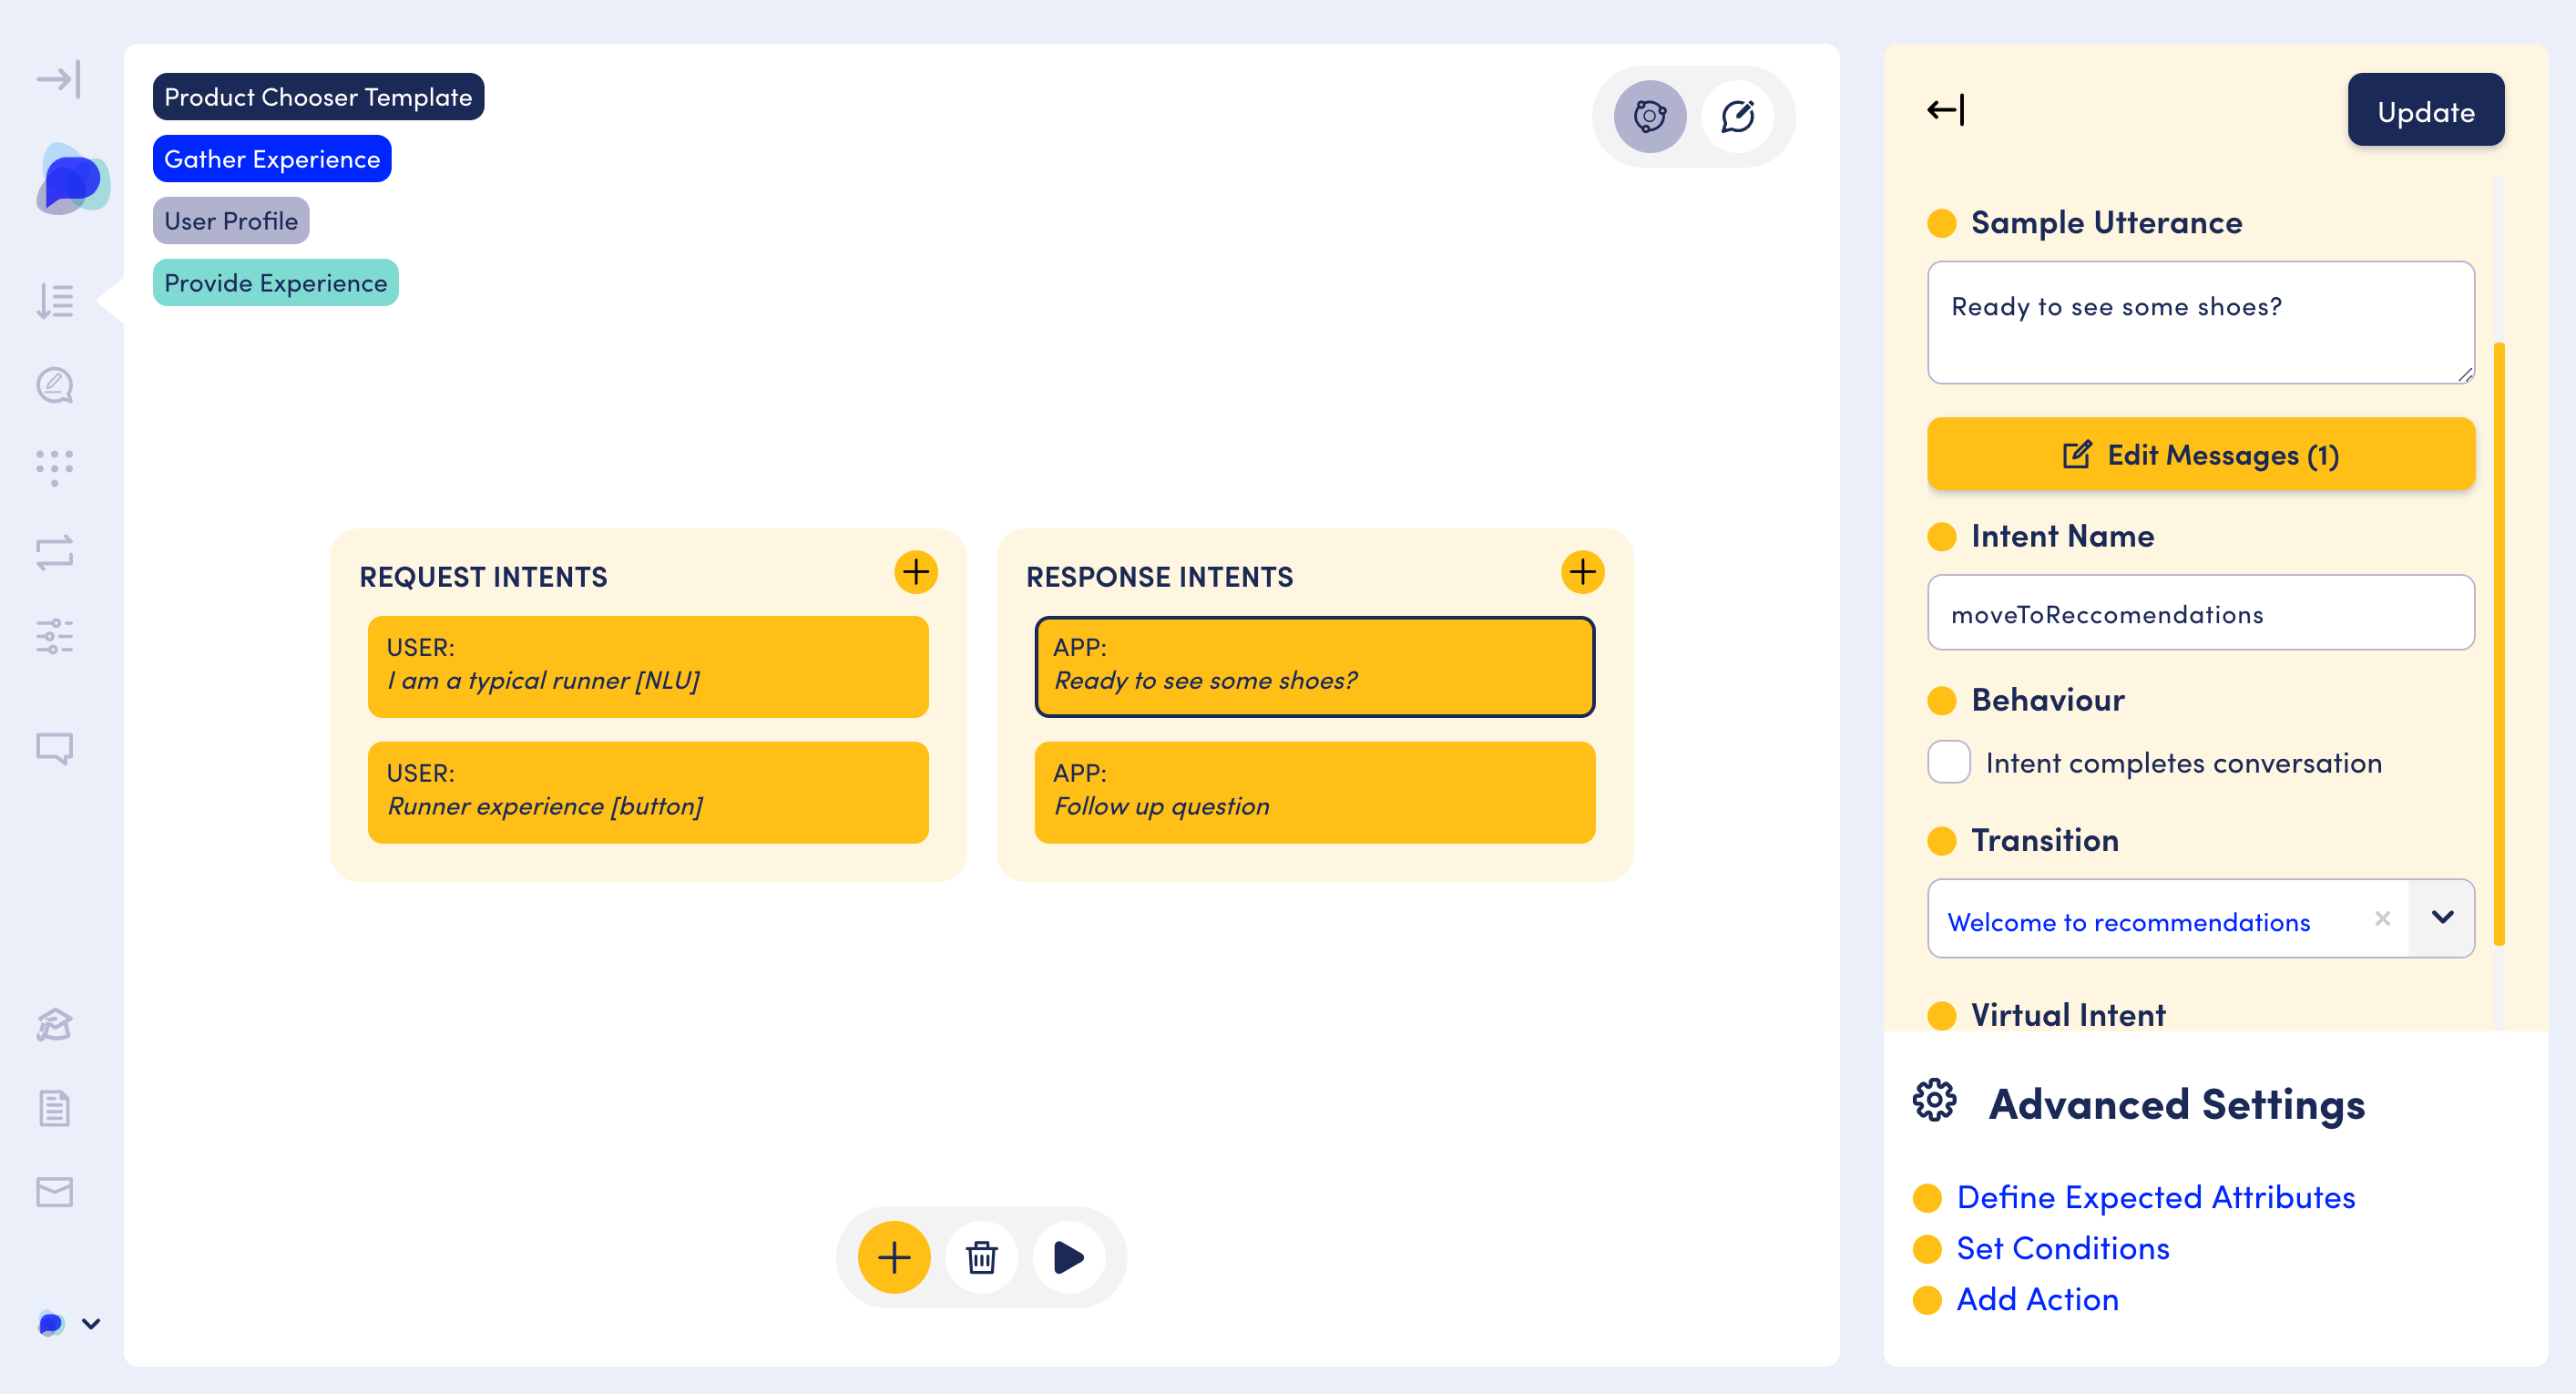 Product Chooser Template
Gather Experience
User Profile
Provide Experience
REQUEST INTENTS
USER:
I am a typical runner [NLU]
USER:
Runner experience [button]
RESPONSE INTENTS
APP:
Ready to see some shoes?
APP:
Follow up question
Update
Sample Utterance
Ready to see some shoes?
Edit Messages (1)
Intent Name
moveToReccomendations
Behaviour
Intent completes conversation
Transition
Welcome to recommendations
Virtual Intent
Advanced Settings
Define Expected Attributes
Set Conditions
Add Action